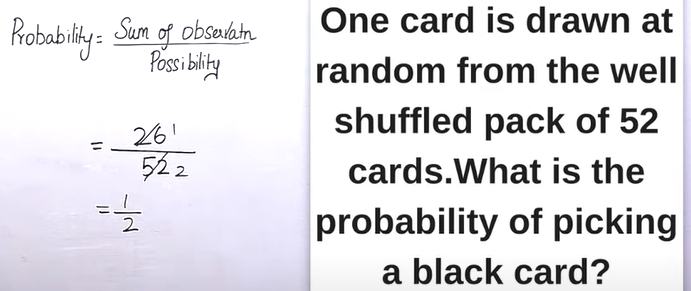 Probability = Sum of observatn
Possibility
= 26 1
52 2
= 1
2
One card is drawn at
random from the well
shuffled pack of 52
cards.What is the
probability of picking
a black card?